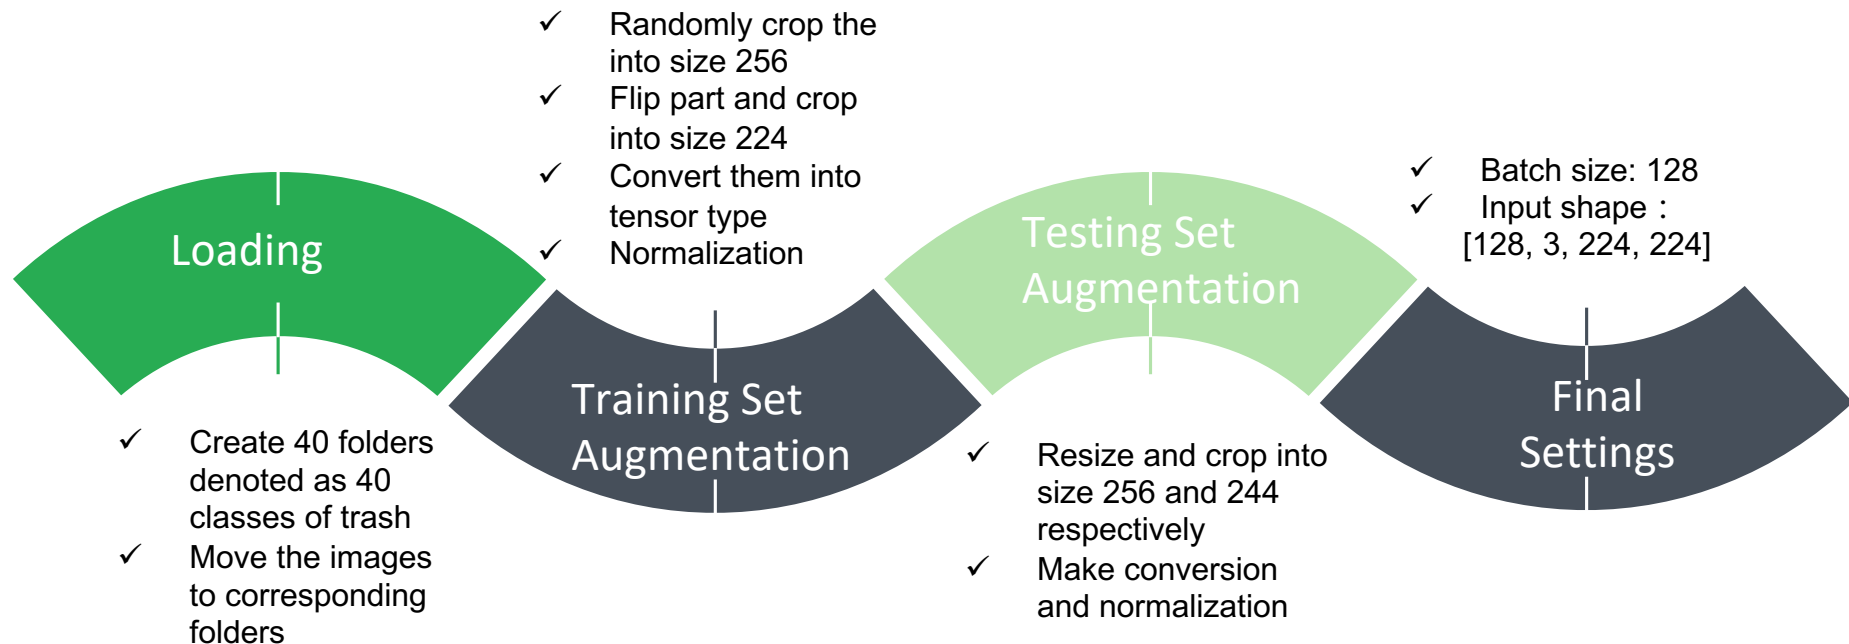 Loading
✓ Create 40 folders
denoted as 40
classes of trash
✓ Move the images
to corresponding
folders
✓ Randomly crop the
into size 256
✓ Flip part and crop
into size 224
✓ Convert them into
tensor type
✓ Normalization
Training Set
Augmentation
Testing Set
Augmentation
✓ Resize and crop into
size 256 and 244
respectively
✓ Make conversion
and normalization
✓ Batch size: 128
✓ Input shape：
[128, 3, 224, 224]
Final
Settings